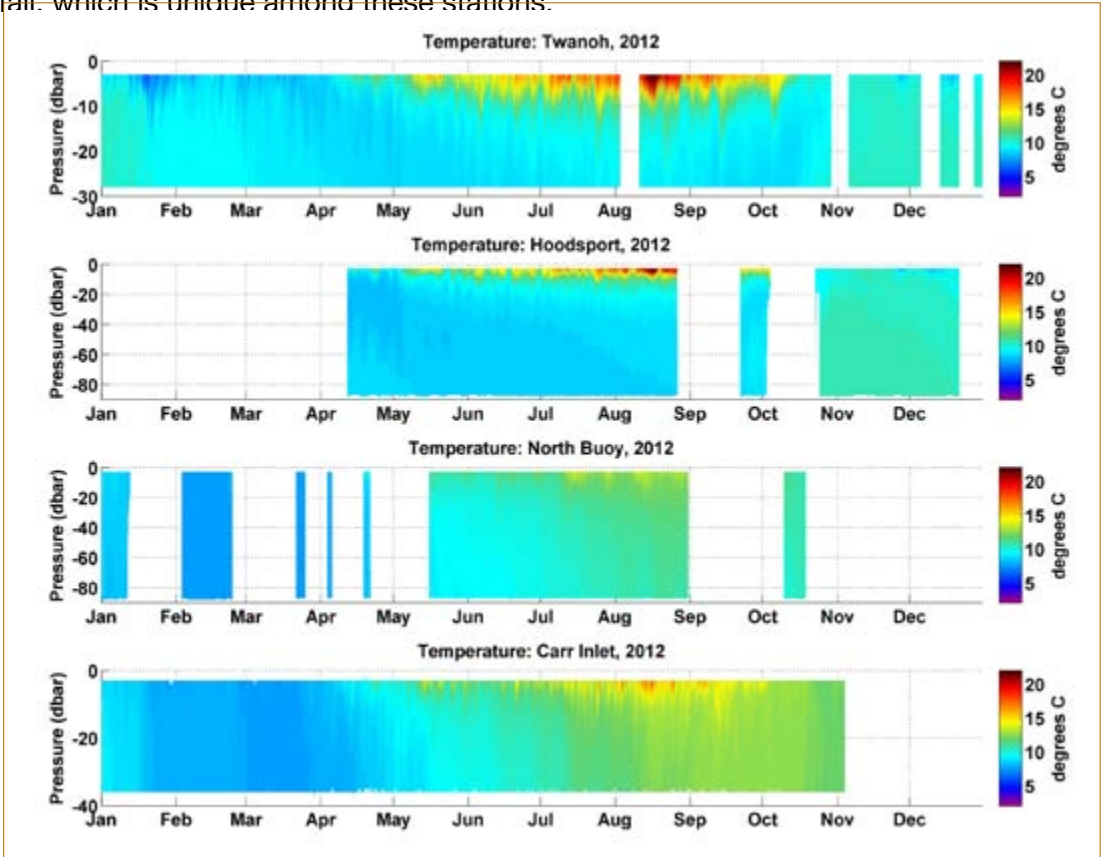 which is unique among these stations.
Temperature: Twanoh, 2012
Pressure (dbar)
0
-10
-20
-30
Jan Feb Mar Apr May Jun Jul Aug Sep Oct Nov Dec
20
15
10
5
degrees C
Temperature: Hoodsport, 2012
Pressure (dbar)
0
-20
-40
-60
-80
Jan Feb Mar Apr May Jun Jul Aug Sep Oct Nov Dec
20
15
10
5
degrees C
Temperature: North Buoy, 2012
Pressure (dbar)
0
-20
-40
-60
-80
Jan Feb Mar Apr May Jun Jul Aug Sep Oct Nov Dec
20
15
10
5
degrees C
Temperature: Carr Inlet, 2012
Pressure (dbar)
0
-20
-40
Jan Feb Mar Apr May Jun Jul Aug Sep Oct Nov Dec
20
15
10
5
degrees C